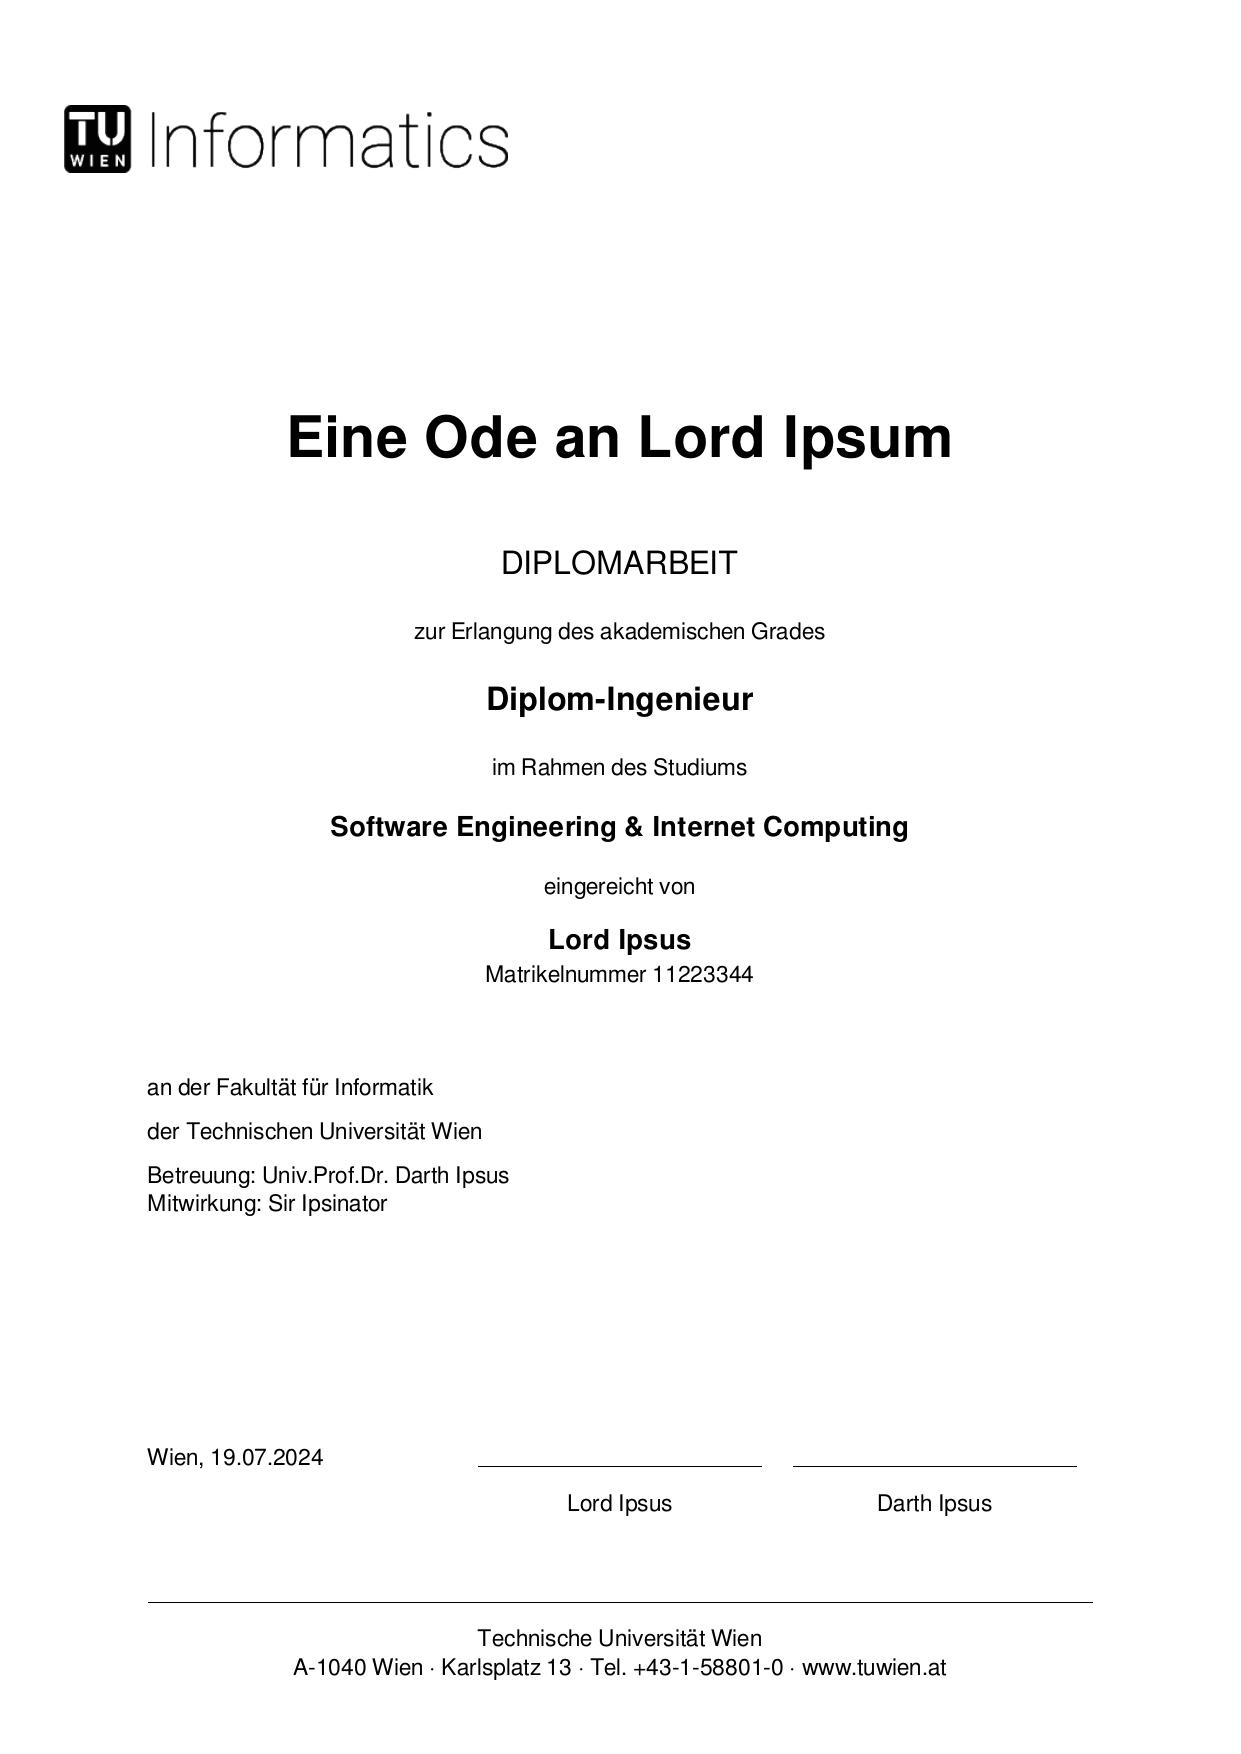 TU WIEN Informatics
Eine Ode an Lord Ipsum
DIPLOMARBEIT
zur Erlangung des akademischen Grades
Diplom-Ingenieur
im Rahmen des Studiums
Software Engineering & Internet Computing
eingereicht von
Lord Ipsus
Matrikelnummer 11223344
an der Fakultät für Informatik
der Technischen Universität Wien
Betreuung: Univ.Prof.Dr. Darth Ipsus
Mitwirkung: Sir Ipsinator
Wien, 19.07.2024
Lord Ipsus Darth Ipsus
Technische Universität Wien
A-1040 Wien · Karlsplatz 13 · Tel. +43-1-58801-0 · www.tuwien.at